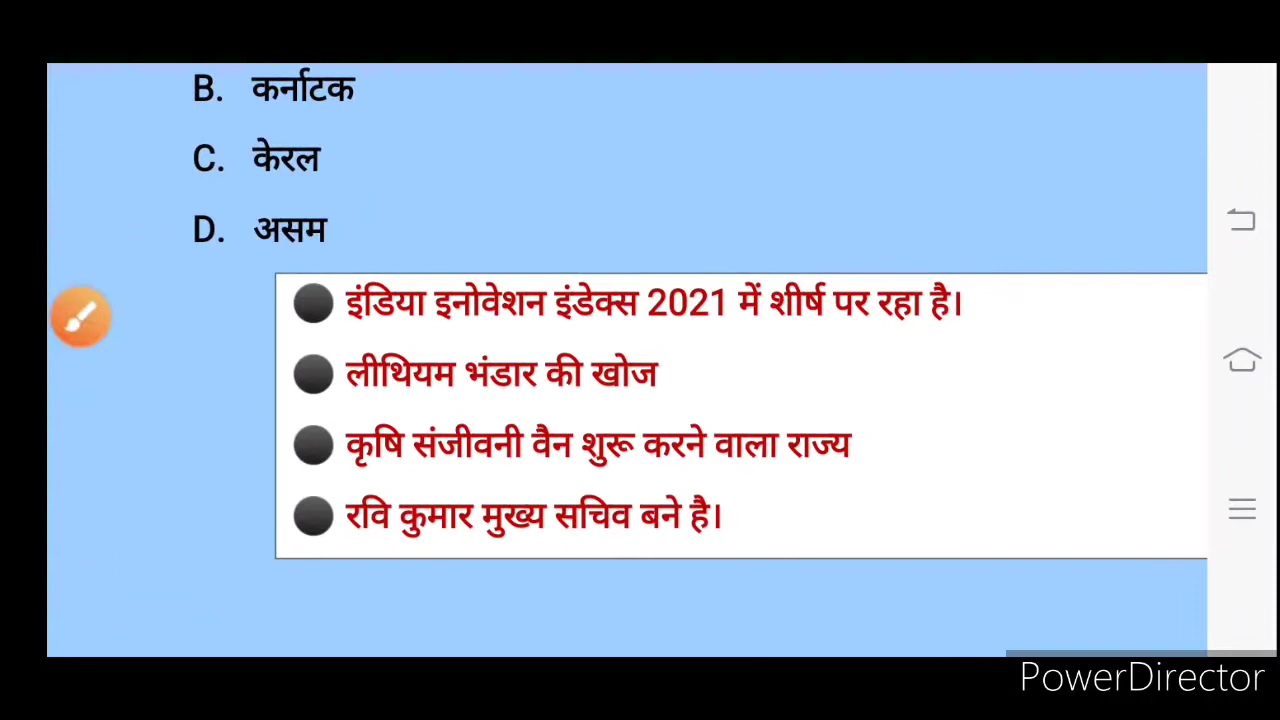 B. कर्नाटक
C. केरल
D. असम
इंडिया इनोवेशन इंडेक्स 2021 में शीर्ष पर रहा है।
लीथियम भंडार की खोज
कृषि संजीवनी वैन शुरू करने वाला राज्य
रवि कुमार मुख्य सचिव बने है।
PowerDirector